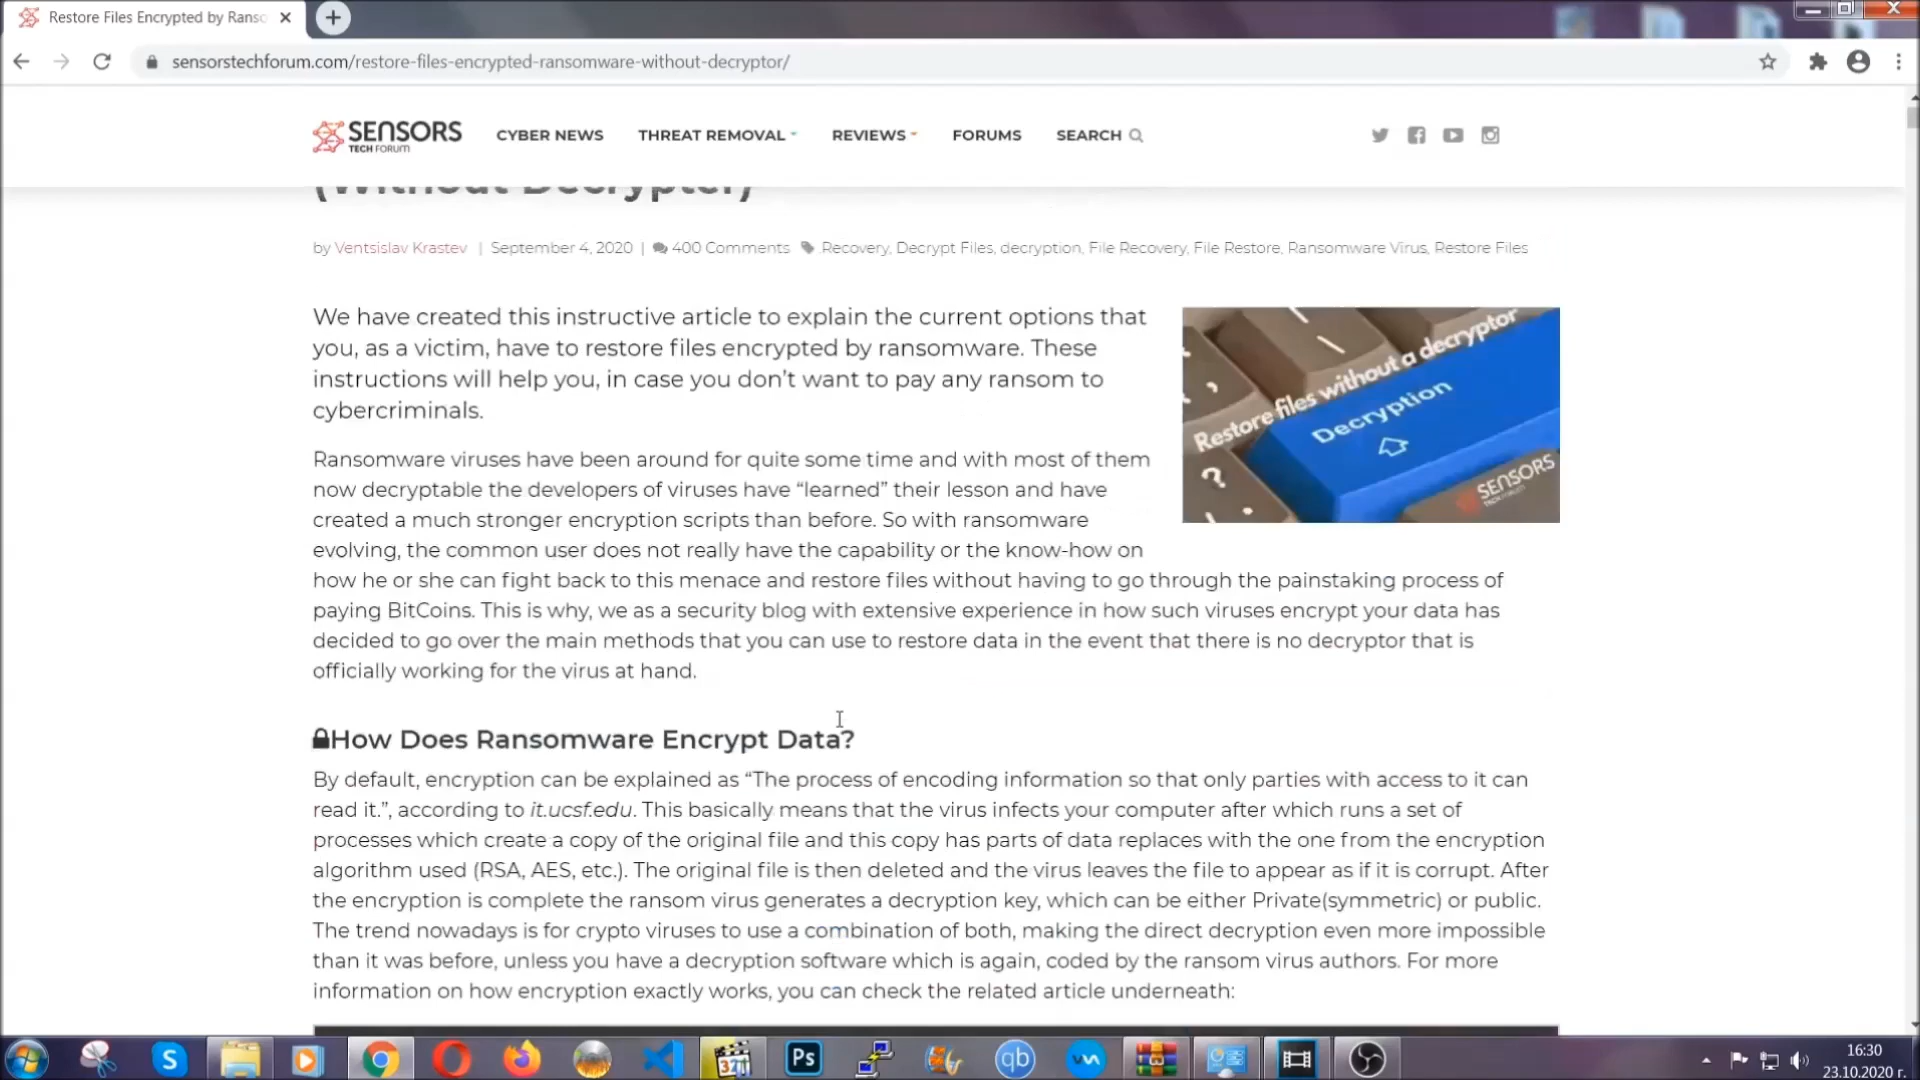 Restore Files Encrypted by Ranso
sensorstechforum.com/restore-files-encrypted-ransomware-without-decryptor/
SENSORS
TECH FORUM
CYBER NEWS
THREAT REMOVAL
REVIEWS
FORUMS
SEARCH
(Without Decrypter)
by Ventsislav Krastev | September 4, 2020 | 400 Comments Recovery, Decrypt Files, decryption, File Recovery, File Restore, Ransomware Virus, Restore Files
We have created this instructive article to explain the current options that
you, as a victim, have to restore files encrypted by ransomware. These
instructions will help you, in case you don't want to pay any ransom to
cybercriminals.
Restore files without a decryptor
Decryption
SENSORS
Ransomware viruses have been around for quite some time and with most of them
now decryptable the developers of viruses have “learned” their lesson and have
created a much stronger encryption scripts than before. So with ransomware
evolving, the common user does not really have the capability or the know-how on
how he or she can fight back to this menace and restore files without having to go through the painstaking process of
paying BitCoins. This is why, we as a security blog with extensive experience in how such viruses encrypt your data has
decided to go over the main methods that you can use to restore data in the event that there is no decryptor that is
officially working for the virus at hand.
How Does Ransomware Encrypt Data?
By default, encryption can be explained as “The process of encoding information so that only parties with access to it can
read it.”, according to it.ucsf.edu. This basically means that the virus infects your computer after which runs a set of
processes which create a copy of the original file and this copy has parts of data replaces with the one from the encryption
algorithm used (RSA, AES, etc.). The original file is then deleted and the virus leaves the file to appear as if it is corrupt. After
the encryption is complete the ransom virus generates a decryption key, which can be either Private(symmetric) or public.
The trend nowadays is for crypto viruses to use a combination of both, making the direct decryption even more impossible
than it was before, unless you have a decryption software which is again, coded by the ransom virus authors. For more
information on how encryption exactly works, you can check the related article underneath:
321
Ps
qb
16:30
23.10.2020 г.